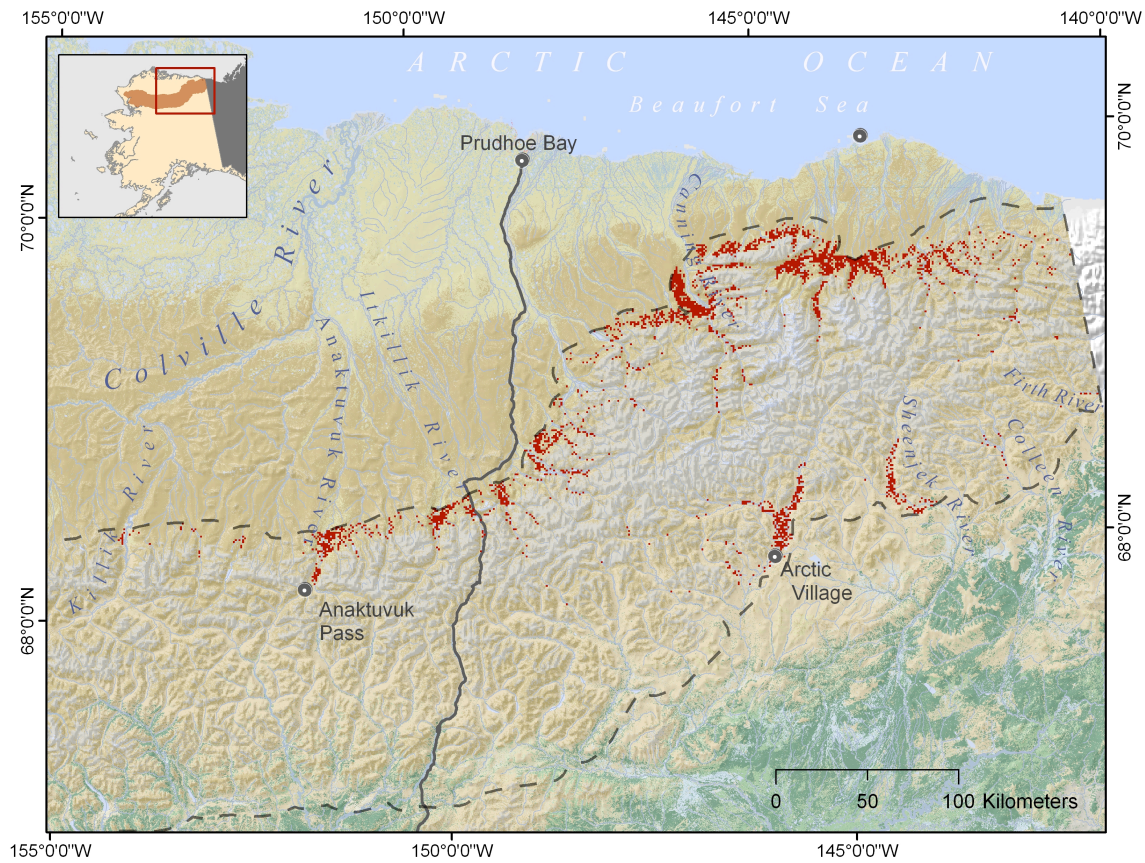 155°0'0"W 150°0'0"W 145°0'0"W 140°0'0"W
ARCTIC OCEAN
Beaufort Sea
70°0'0"N
Prudhoe Bay
70°0'0"N
Canning River
Colville River
Itkillik River
Anaktuvuk River
Killik River
Firth River
Sheenjek River
Coleen River
68°0'0"N
Arctic
Village
Anaktuvuk
Pass
68°0'0"N
0 50 100 Kilometers
155°0'0"W 150°0'0"W 145°0'0"W